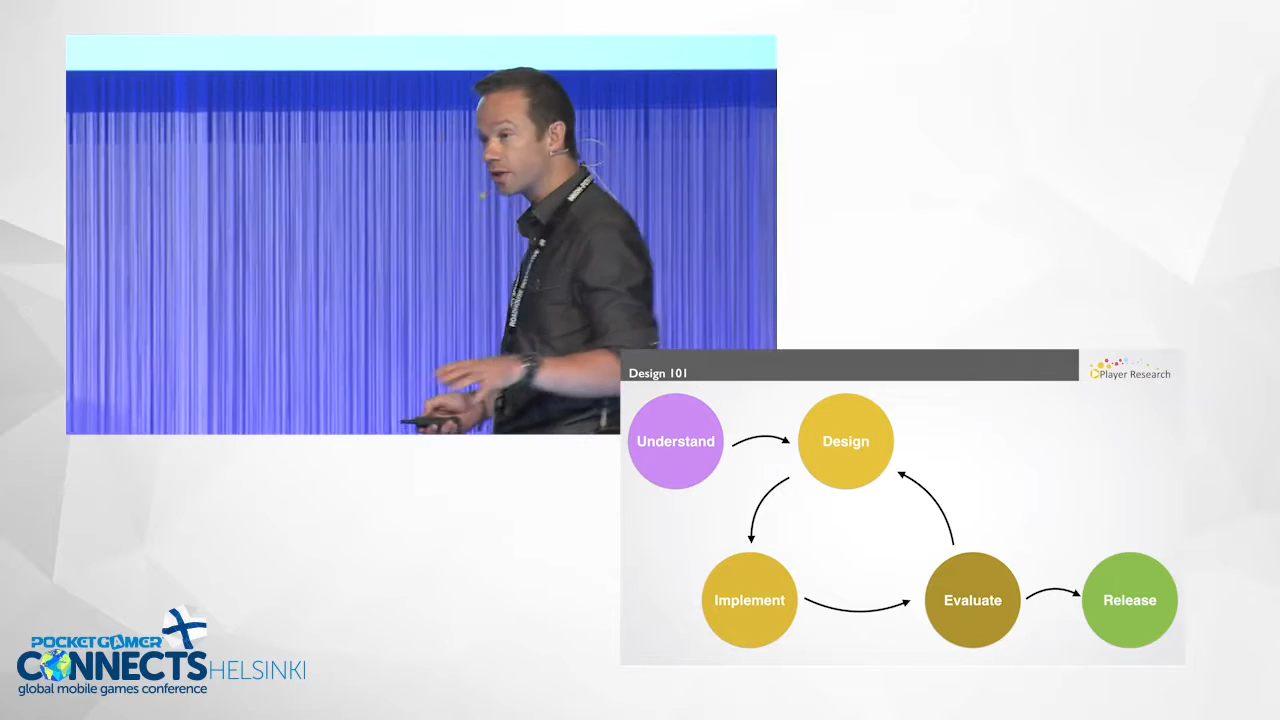 Design 101
Player Research
Understand
Design
Implement
Evaluate
Release
POCKETGAMER
CONNECTS HELSINKI
global mobile games conference